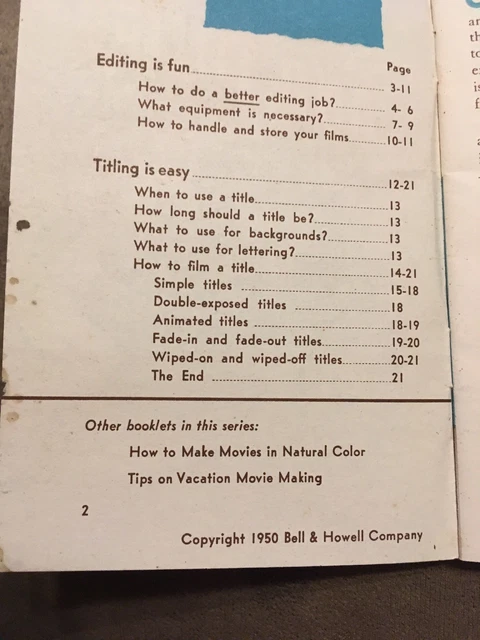 Page
Editing is fun 3-11
How to do a better editing job? 4- 6
What equipment is necessary? 7- 9
How to handle and store your films 10-11
Titling is easy 12-21
When to use a title 13
How long should a title be? 13
What to use for backgrounds? 13
What to use for lettering? 13
How to film a title 14-21
Simple titles 15-18
Double-exposed titles 18
Animated titles 18-19
Fade-in and fade-out titles 19-20
Wiped-on and wiped-off titles 20-21
The End 21
Other booklets in this series:
How to Make Movies in Natural Color
Tips on Vacation Movie Making
2
Copyright 1950 Bell & Howell Company